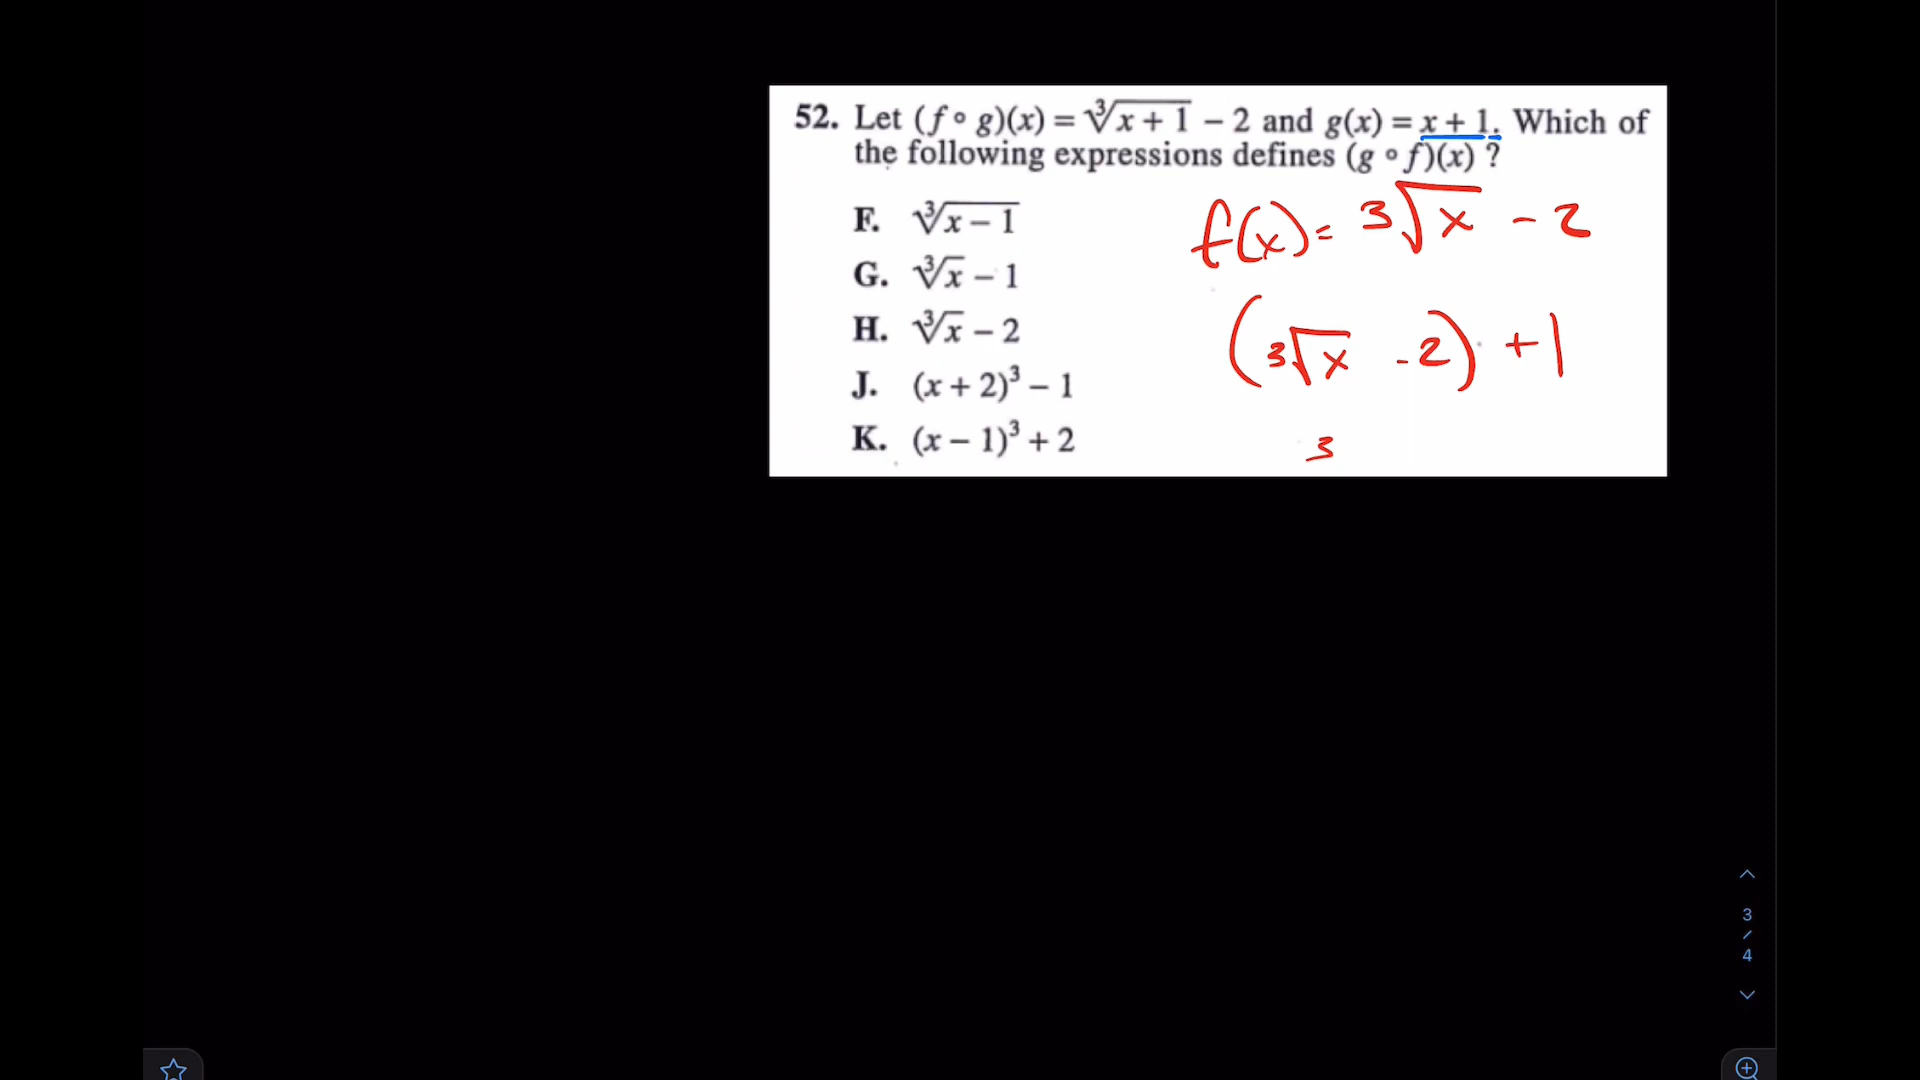 52. Let (f ∘ g)(x) = ∛(x + 1) − 2 and g(x) = x + 1. Which of
the following expressions defines (g ∘ f)(x) ?
F. ∛(x − 1)
G. ∛x − 1
H. ∛x − 2
J. (x + 2)³ − 1
K. (x − 1)³ + 2
f(x) = 3√x − 2
(3√x − 2) + 1
3
3
/
4